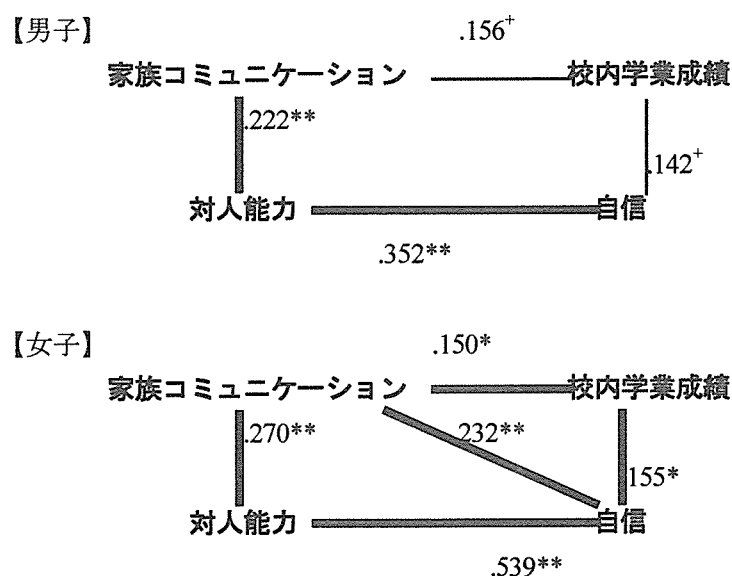 【男子】
.156+
家族コミュニケーション 校内学業成績
.222**
.142+
対人能力 自信
.352**
【女子】
.150*
家族コミュニケーション 校内学業成績
.270** 232**
155*
対人能力 自信
.539**